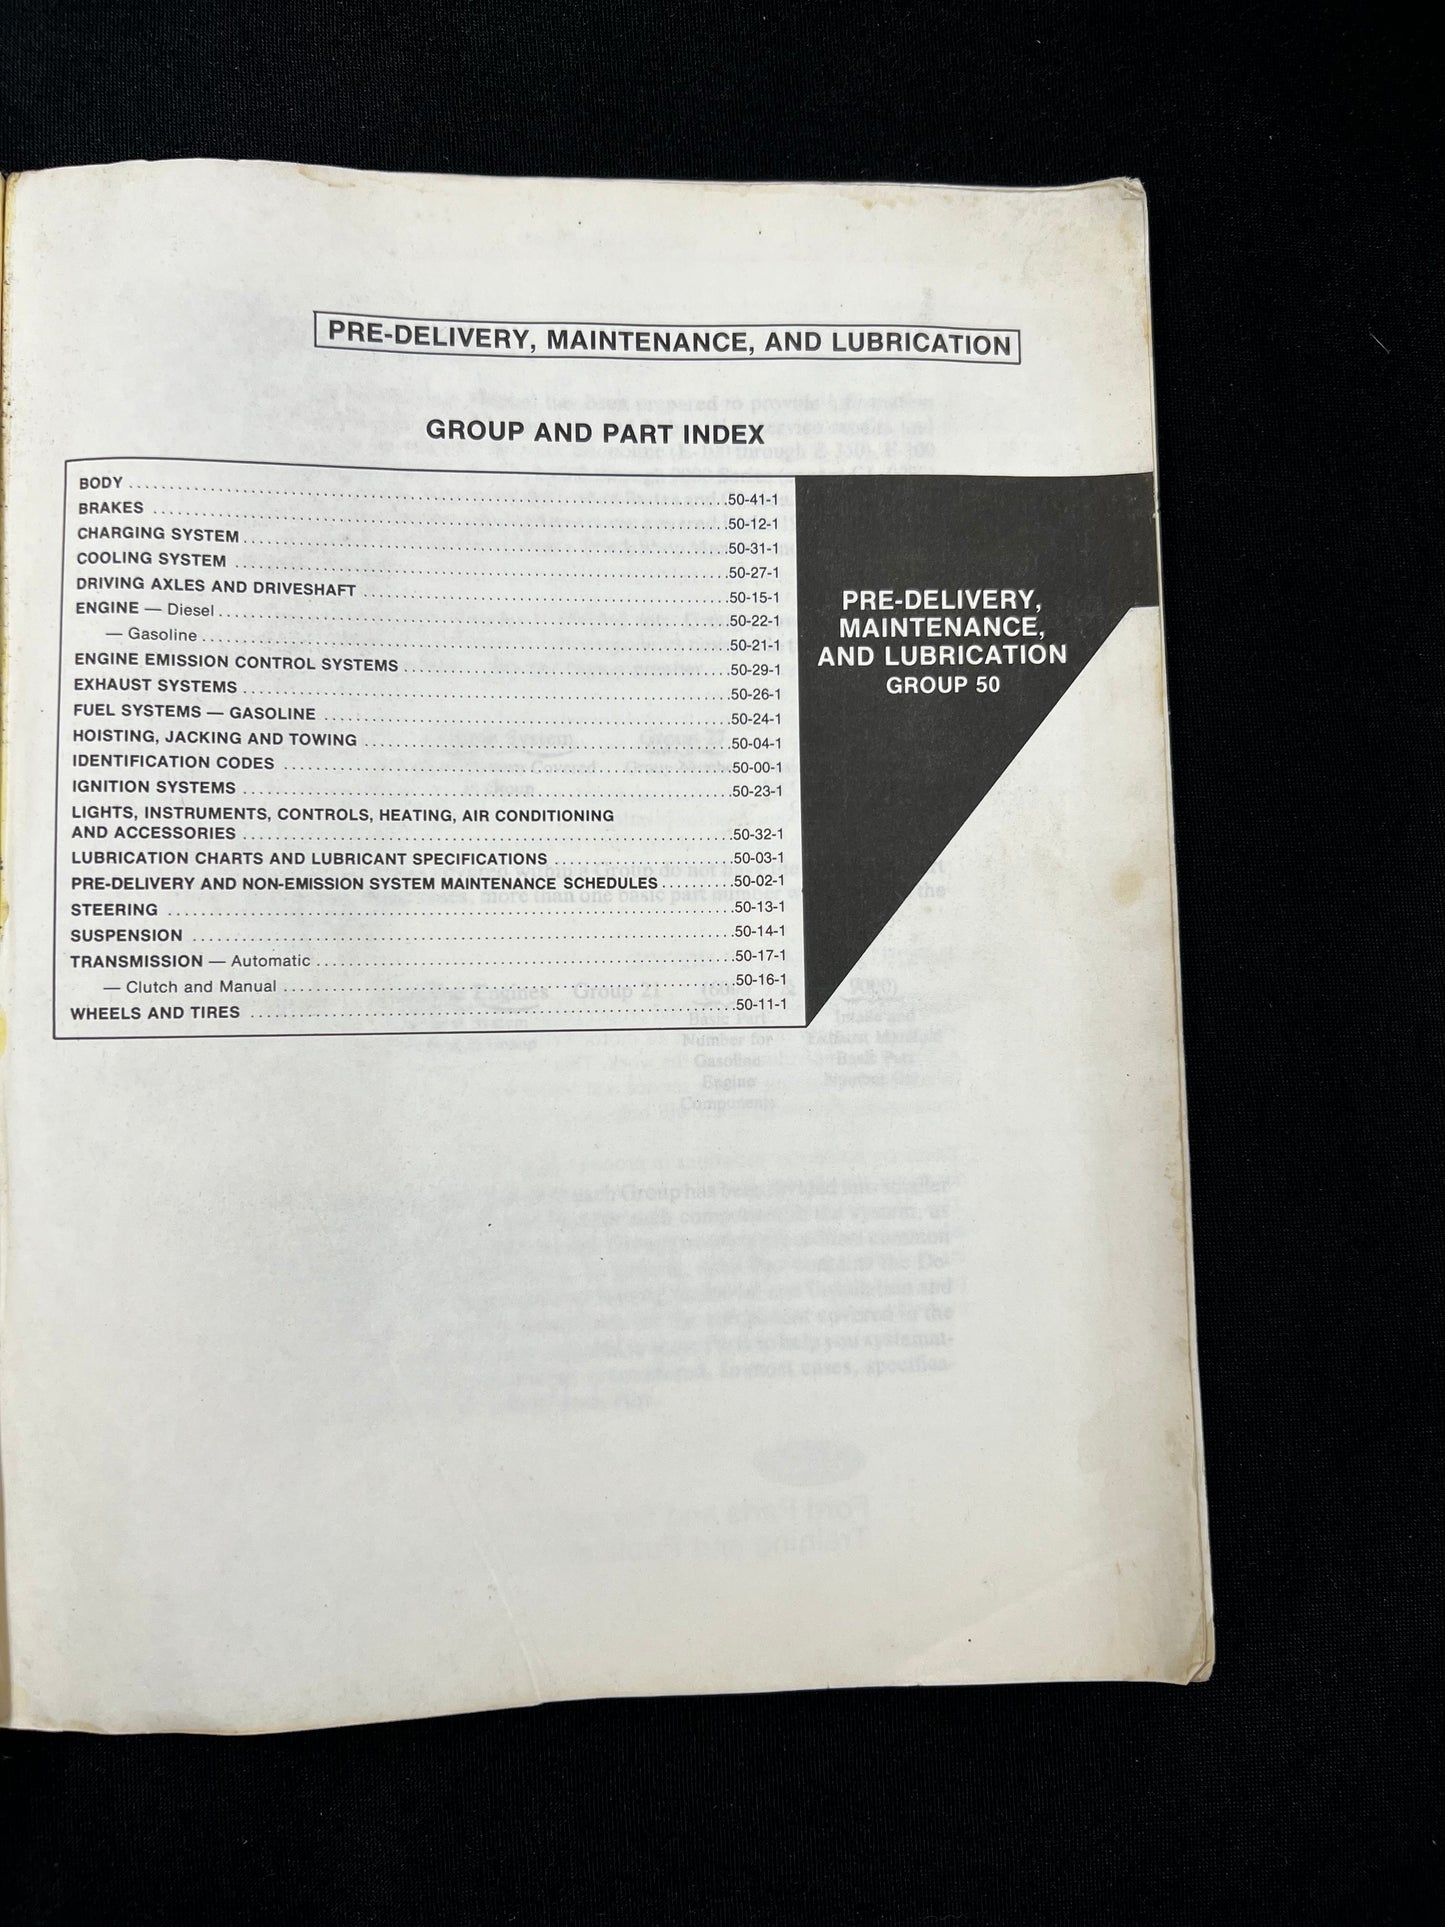 PRE-DELIVERY, MAINTENANCE, AND LUBRICATION
GROUP AND PART INDEX
BODY ........ 50-41-1
BRAKES ........ 50-12-1
CHARGING SYSTEM ........ 50-31-1
COOLING SYSTEM ........ 50-27-1
DRIVING AXLES AND DRIVESHAFT ........ 50-15-1
ENGINE — Diesel ........ 50-22-1
— Gasoline ........ 50-21-1
ENGINE EMISSION CONTROL SYSTEMS ........ 50-29-1
EXHAUST SYSTEMS ........ 50-26-1
FUEL SYSTEMS — GASOLINE ........ 50-24-1
HOISTING, JACKING AND TOWING ........ 50-04-1
IDENTIFICATION CODES ........ 50-00-1
IGNITION SYSTEMS ........ 50-23-1
LIGHTS, INSTRUMENTS, CONTROLS, HEATING, AIR CONDITIONING
AND ACCESSORIES ........ 50-32-1
LUBRICATION CHARTS AND LUBRICANT SPECIFICATIONS ........ 50-03-1
PRE-DELIVERY AND NON-EMISSION SYSTEM MAINTENANCE SCHEDULES ........ 50-02-1
STEERING ........ 50-13-1
SUSPENSION ........ 50-14-1
TRANSMISSION — Automatic ........ 50-17-1
— Clutch and Manual ........ 50-16-1
WHEELS AND TIRES ........ 50-11-1
PRE-DELIVERY,
MAINTENANCE,
AND LUBRICATION
GROUP 50